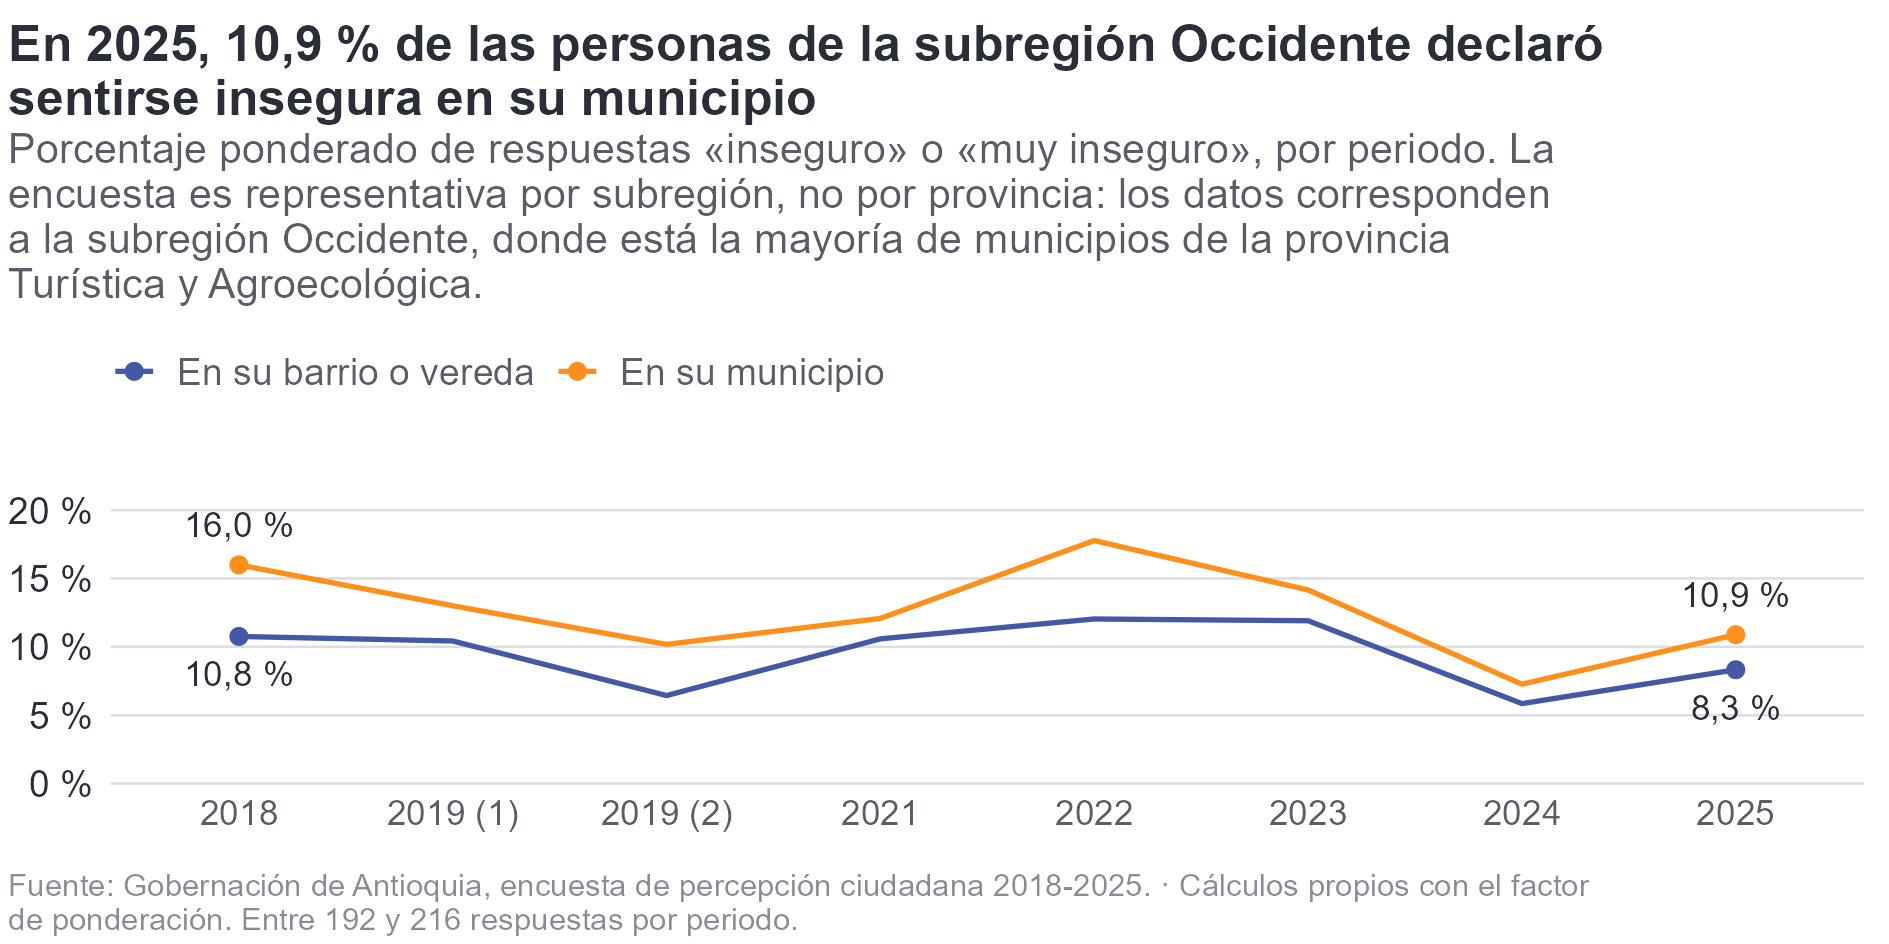 En 2025, 10,9 % de las personas de la subregión Occidente declaró
sentirse insegura en su municipio
Porcentaje ponderado de respuestas «inseguro» o «muy inseguro», por periodo. La
encuesta es representativa por subregión, no por provincia: los datos corresponden
a la subregión Occidente, donde está la mayoría de municipios de la provincia
Turística y Agroecológica.
En su barrio o vereda En su municipio
20 %
16,0 %
15 %
10,9 %
10 %
10,8 %
8,3 %
5 %
0 %
2018 2019 (1) 2019 (2) 2021 2022 2023 2024 2025
Fuente: Gobernación de Antioquia, encuesta de percepción ciudadana 2018-2025. · Cálculos propios con el factor
de ponderación. Entre 192 y 216 respuestas por periodo.